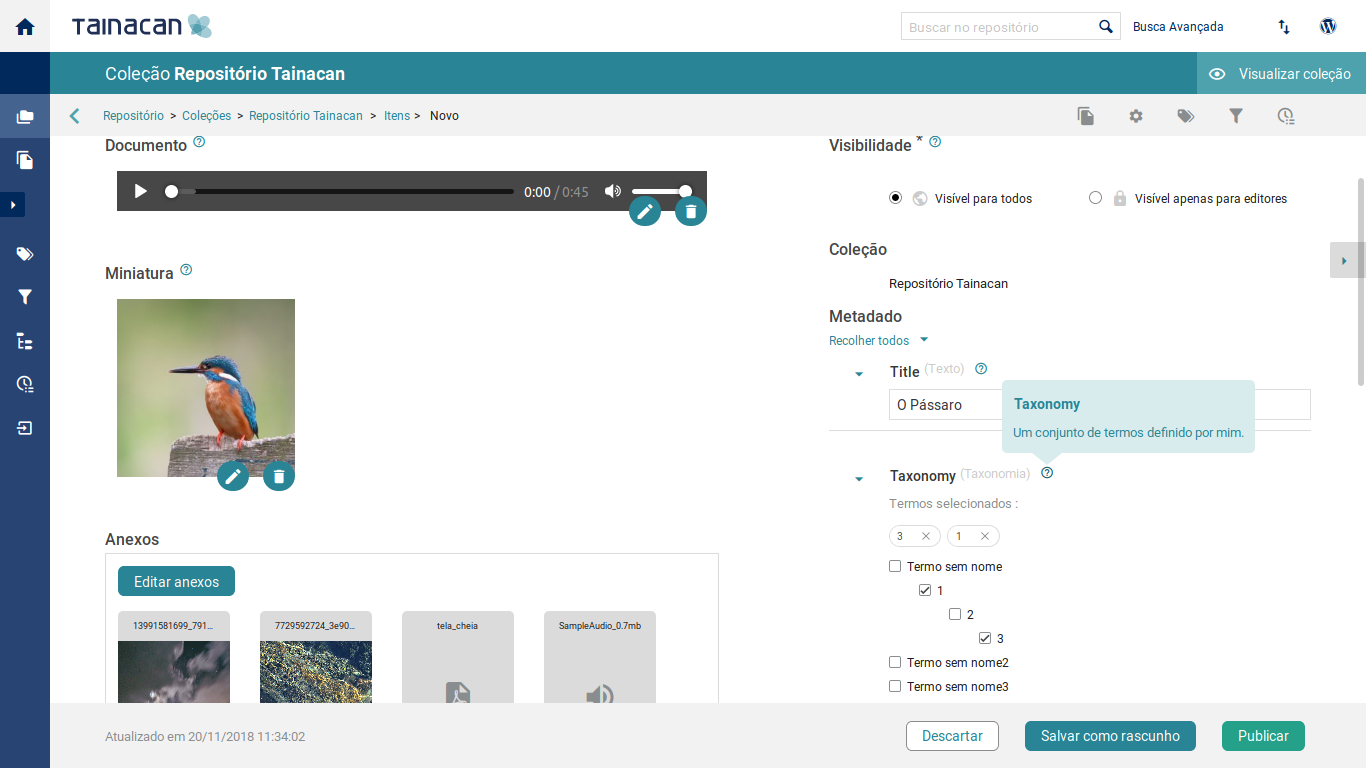 TAINACAN
Buscar no repositório
Busca Avançada
Coleção Repositório Tainacan
Visualizar coleção
Repositório > Coleções > Repositório Tainacan > Itens > Novo
Documento
0:00 / 0:45
Miniatura
Anexos
Editar anexos
13991581699_791...
7729592724_3e90...
tela_cheia
SampleAudio_0.7mb
Visibilidade *
Visível para todos
Visível apenas para editores
Coleção
Repositório Tainacan
Metadado
Recolher todos
Title (Texto)
O Pássaro
Taxonomy
Um conjunto de termos definido por mim.
Taxonomy (Taxonomia)
Termos selecionados :
3 1
Termo sem nome
1
2
3
Termo sem nome2
Termo sem nome3
Atualizado em 20/11/2018 11:34:02
Descartar
Salvar como rascunho
Publicar